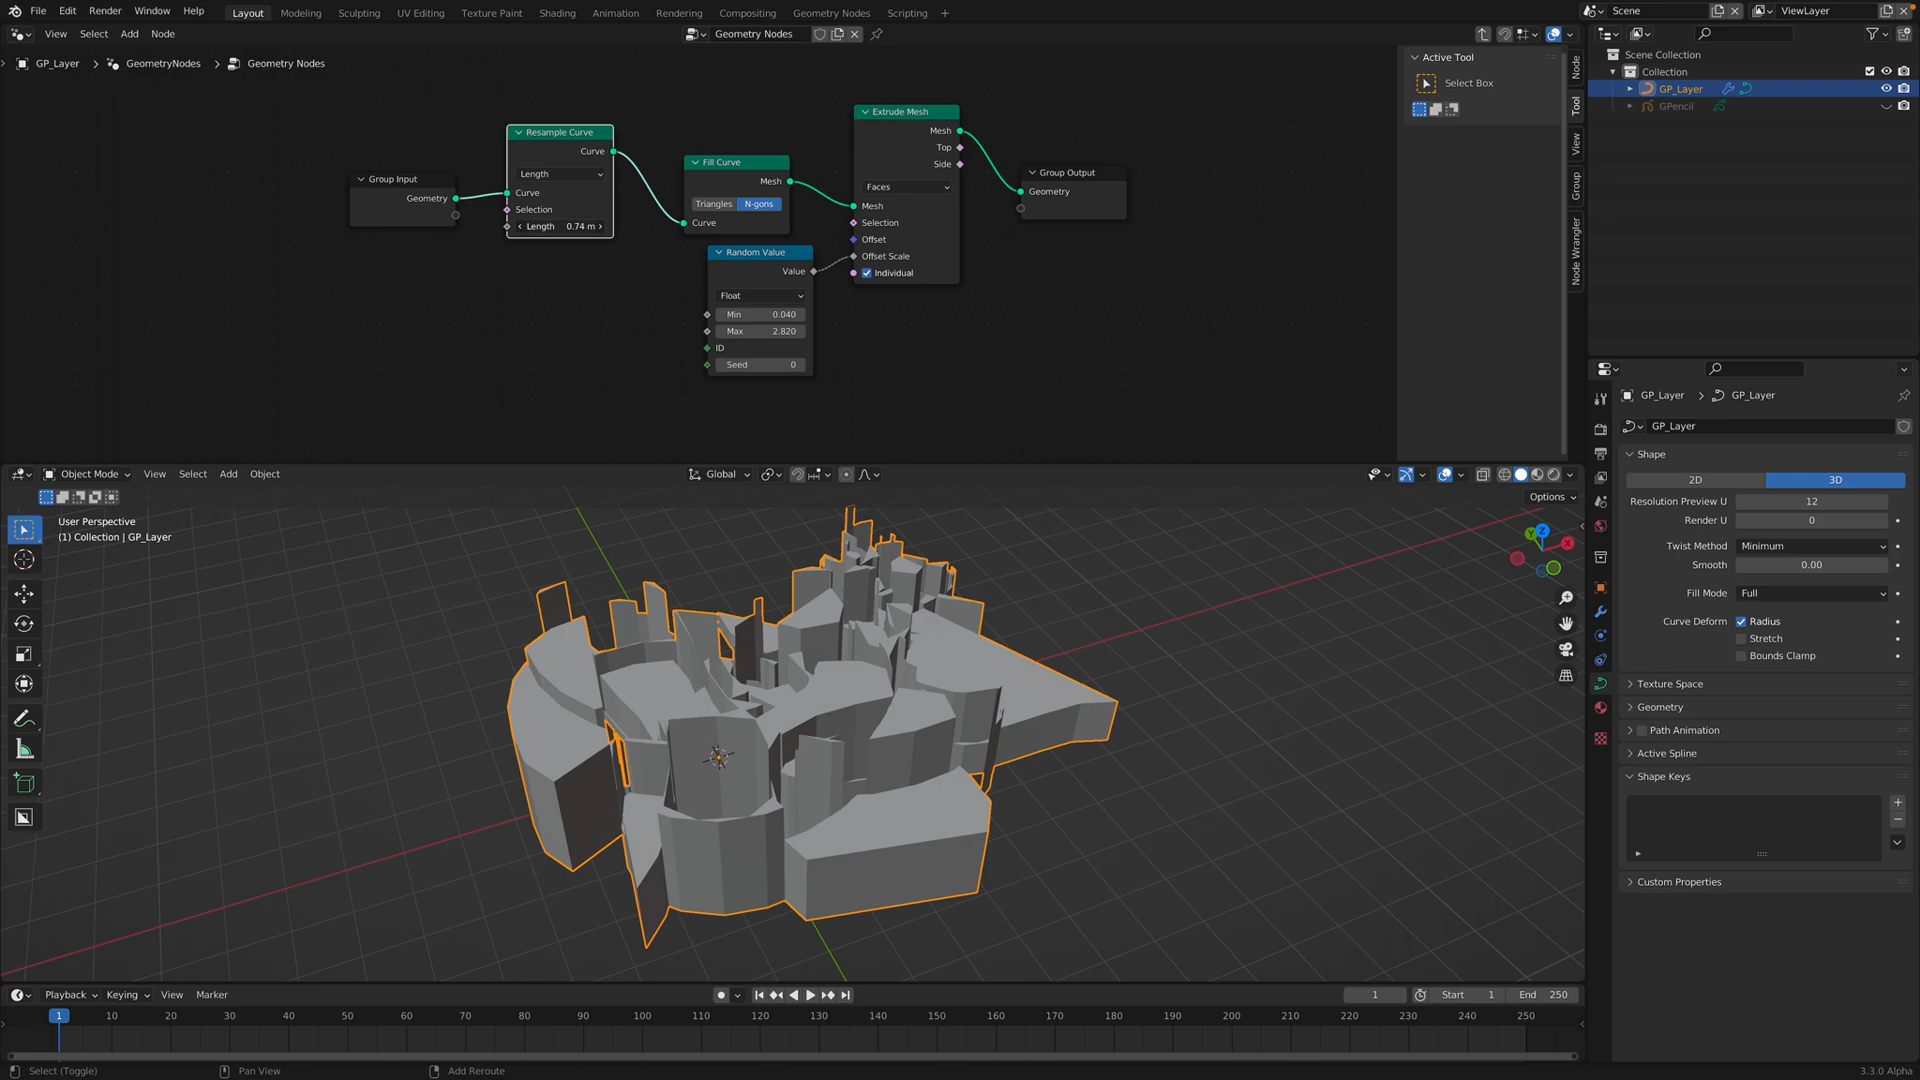 File Edit Render Window Help Layout Modeling Sculpting UV Editing Texture Paint Shading Animation Rendering Compositing Geometry Nodes Scripting + Scene ViewLayer
View Select Add Node Geometry Nodes
GP_Layer > GeometryNodes > Geometry Nodes
Active Tool
Select Box
Node
Tool
View
Group
Node Wrangler
Scene Collection
Collection
GP_Layer
GPencil
Group Input
Geometry
Resample Curve
Curve
Length
Curve
Selection
Length 0.74 m
Fill Curve
Mesh
Triangles N-gons
Curve
Random Value
Value
Float
Min 0.040
Max 2.820
ID
Seed 0
Extrude Mesh
Mesh
Top
Side
Faces
Mesh
Selection
Offset
Offset Scale
Individual
Group Output
Geometry
Object Mode View Select Add Object Global
Options
User Perspective
(1) Collection | GP_Layer
Z
Y
X
GP_Layer > GP_Layer
GP_Layer
Shape
2D 3D
Resolution Preview U 12
Render U 0
Twist Method Minimum
Smooth 0.00
Fill Mode Full
Curve Deform Radius
Stretch
Bounds Clamp
Texture Space
Geometry
Path Animation
Active Spline
Shape Keys
Custom Properties
Playback Keying View Marker 1 Start 1 End 250
1 10 20 30 40 50 60 70 80 90 100 110 120 130 140 150 160 170 180 190 200 210 220 230 240 250
Select (Toggle) Pan View Add Reroute 3.3.0 Alpha